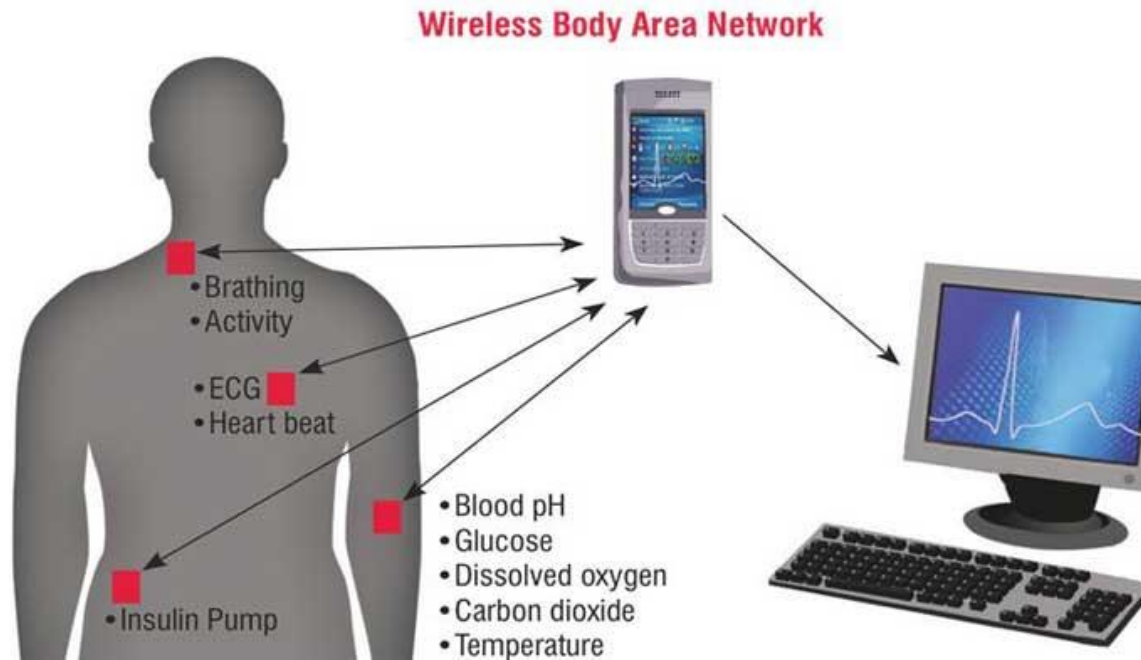 Wireless Body Area Network
• Brathing
• Activity
• ECG
• Heart beat
• Blood pH
• Glucose
• Dissolved oxygen
• Carbon dioxide
• Temperature
• Insulin Pump